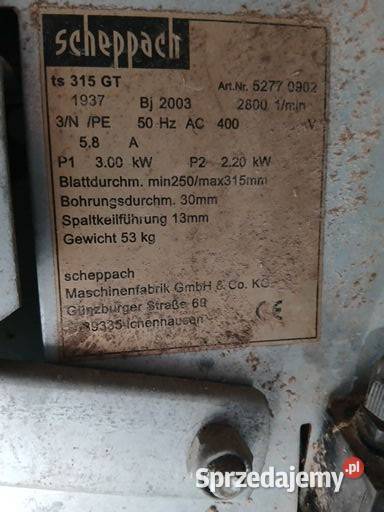 scheppach
ts 315 GT Art.Nr. 5277 0902
1937 Bj 2003 2800 1/min
3/N /PE 50 Hz AC 400 V
5,8 A
P1 3.00 kW P2 2.20 kW
Blattdurchm. min250/max315mm
Bohrungsdurchm. 30mm
Spaltkeilführung 13mm
Gewicht 53 kg
scheppach
Maschinenfabrik GmbH & Co. KG
Günzburger Straße 69
89335 Ichenhausen
CE
Sprzedajemy.pl